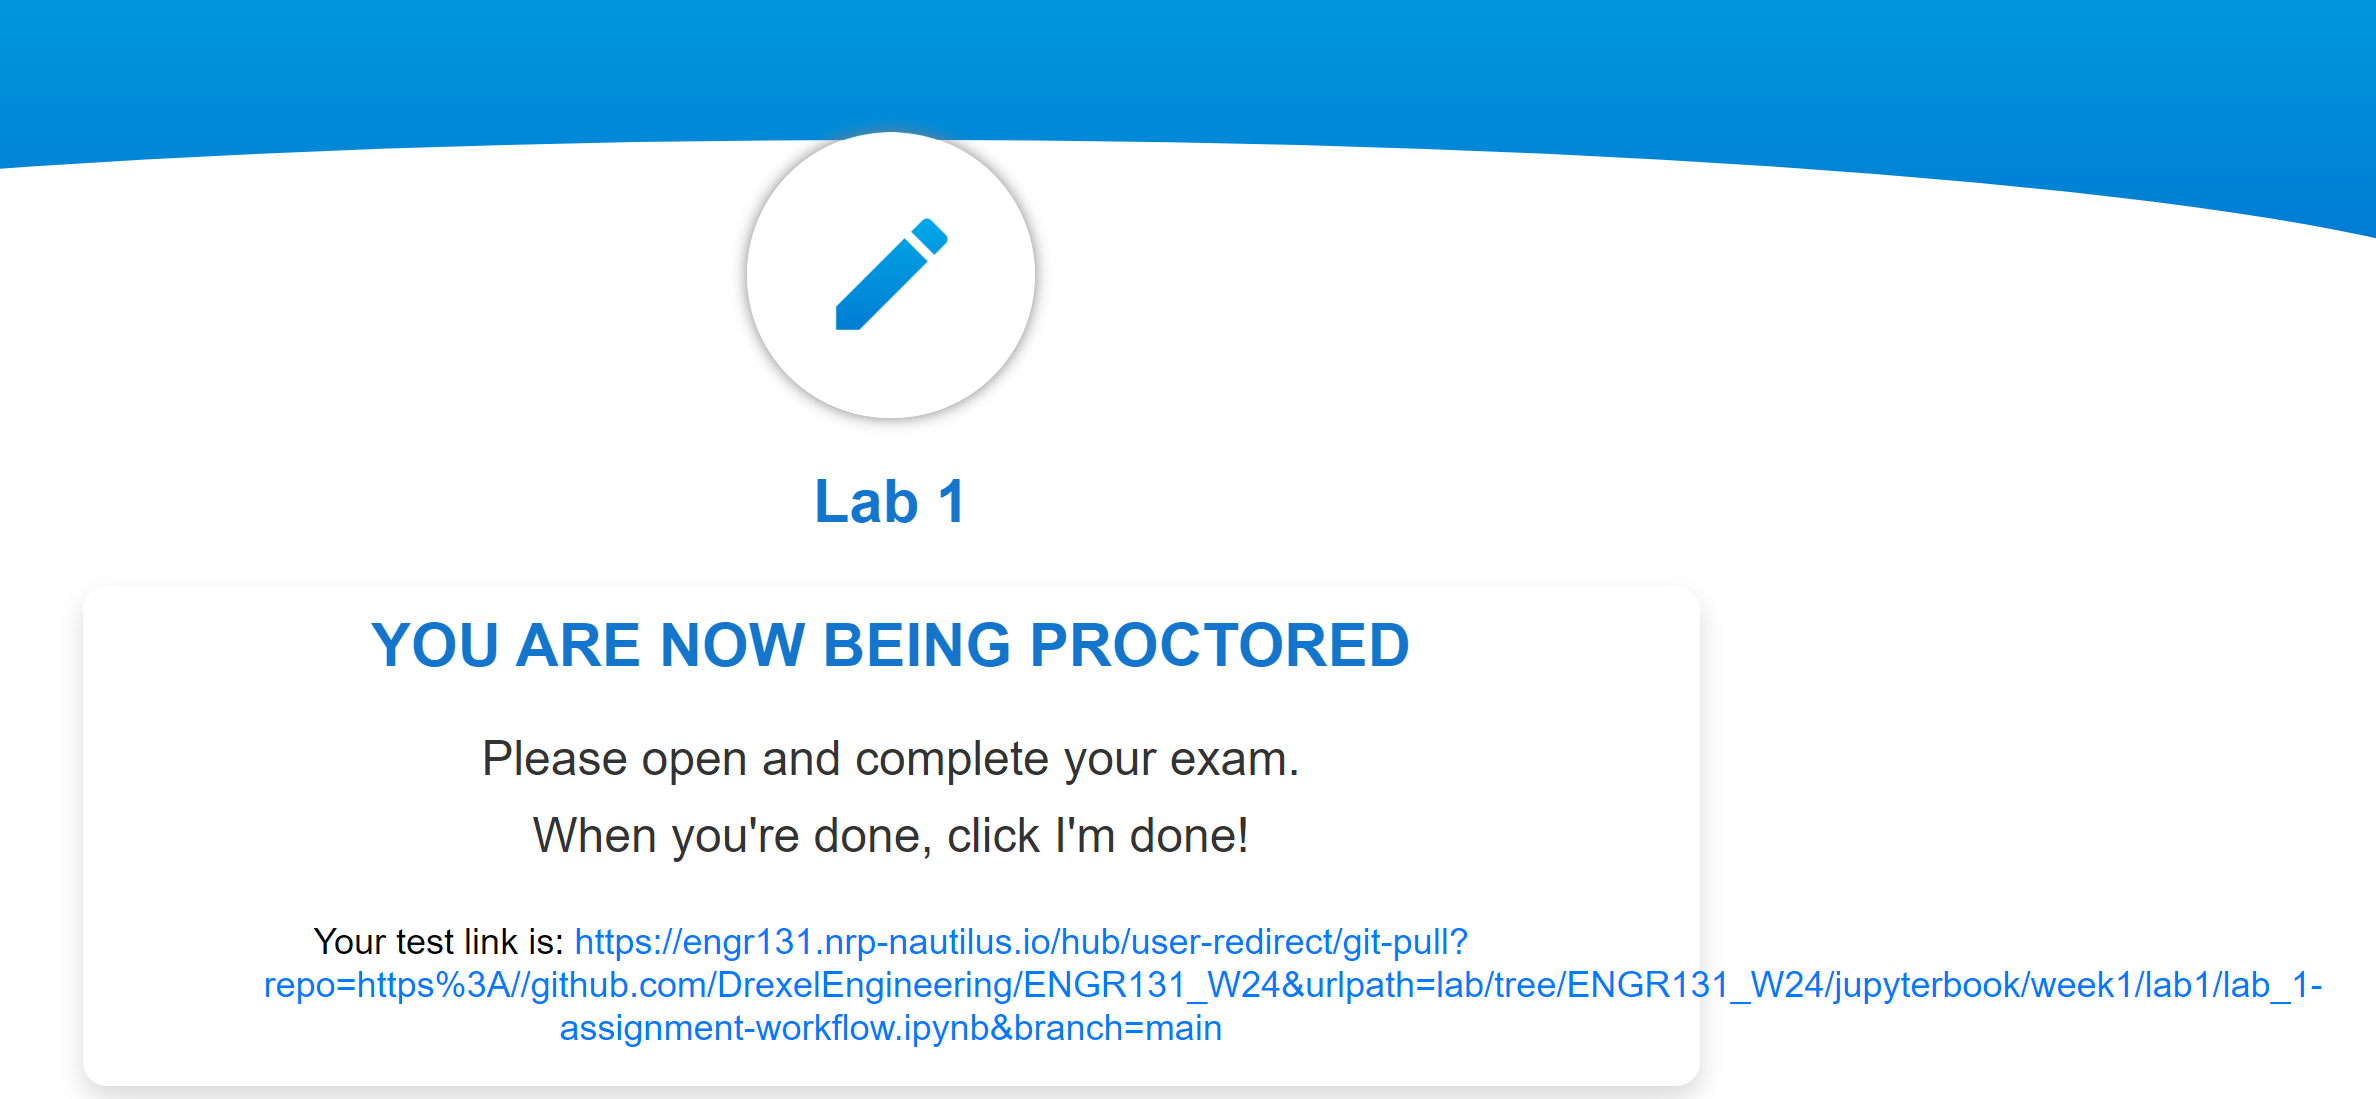 Lab 1
YOU ARE NOW BEING PROCTORED
Please open and complete your exam.
When you're done, click I'm done!
Your test link is: https://engr131.nrp-nautilus.io/hub/user-redirect/git-pull?
repo=https%3A//github.com/DrexelEngineering/ENGR131_W24&urlpath=lab/tree/ENGR131_W24/jupyterbook/week1/lab1/lab_1-
assignment-workflow.ipynb&branch=main